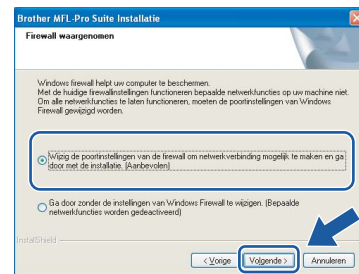 Brother MFL-Pro Suite Installatie
Firewall waargenomen
Windows firewall helpt uw computer te beschermen.
Met de huidige firewallinstellingen functioneren bepaalde netwerkfuncties op uw machine niet.
Om alle netwerkfuncties te laten functioneren, moeten de poortinstellingen van Windows
Firewall gewijzigd worden.
Wijzig de poortinstellingen van de firewall om netwerkverbinding mogelijk te maken en ga
door met de installatie. (Aanbevolen)
Ga door zonder de instellingen van Windows Firewall te wijzigen. (Bepaalde
netwerkfuncties worden gedeactiveerd)
InstallShield
< Vorige
Volgende >
Annuleren